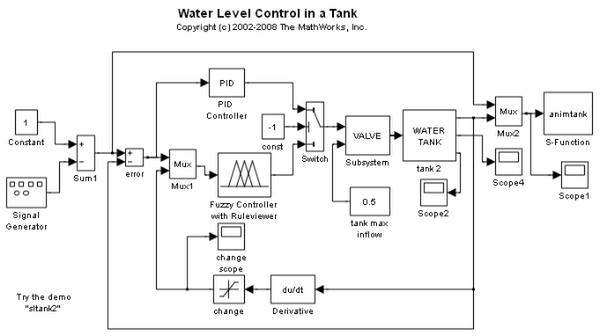 Water Level Control in a Tank
Copyright (c) 2002-2008 The MathWorks, Inc.
PID
PID
Controller
1
Constant
-1
const
Switch
VALVE
Subsystem
WATER
TANK
tank 2
Mux
Mux2
animtank
S-Function
Sum1
error
Mux
Mux1
Fuzzy Controller
with Ruleviewer
Signal
Generator
0.5
tank max
inflow
Scope2
Scope4
Scope1
change
scope
change
du/dt
Derivative
Try the demo
"sltank2"